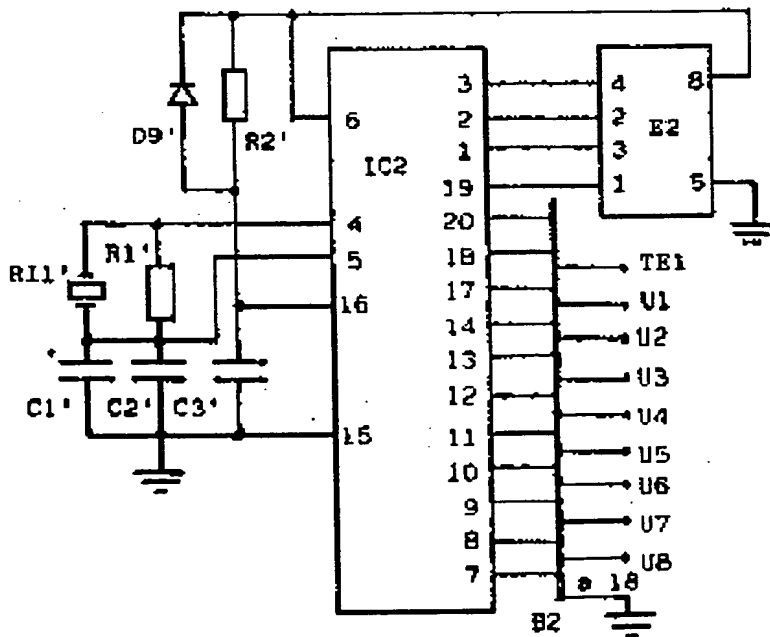 3 4 8
6 2 2
D9' R2' 1 3 E2
IC2
19 1 5
4 20
R1' 5 18 TE1
RI1' 17 U1
16 14 U2
13 U3
C1' C2' C3' 12 U4
15 11 U5
10 U6
9 U7
8 U8
7 a 18
B2